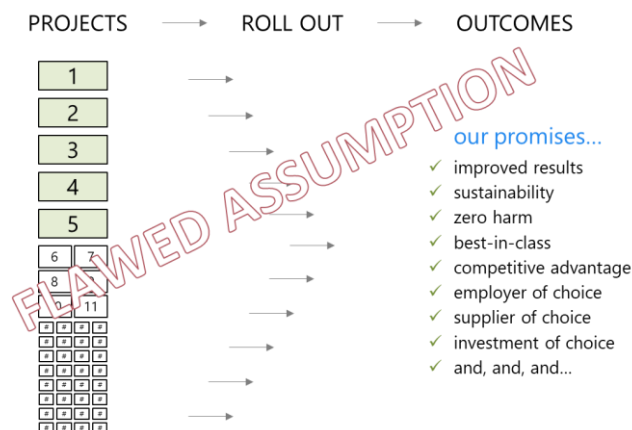 PROJECTS → ROLL OUT → OUTCOMES
1
2
3
4
5
6 7
8
11
FLAWED ASSUMPTION
our promises...
✓ improved results
✓ sustainability
✓ zero harm
✓ best-in-class
✓ competitive advantage
✓ employer of choice
✓ supplier of choice
✓ investment of choice
✓ and, and, and...
# # # #
# # # #
# # # #
# # # #
# # # #
# # # #
# # # #
# # # #